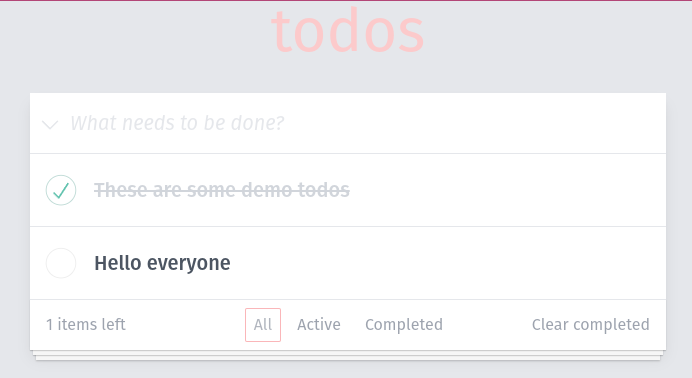 todos
What needs to be done?
These are some demo todos
Hello everyone
1 items left All Active Completed Clear completed